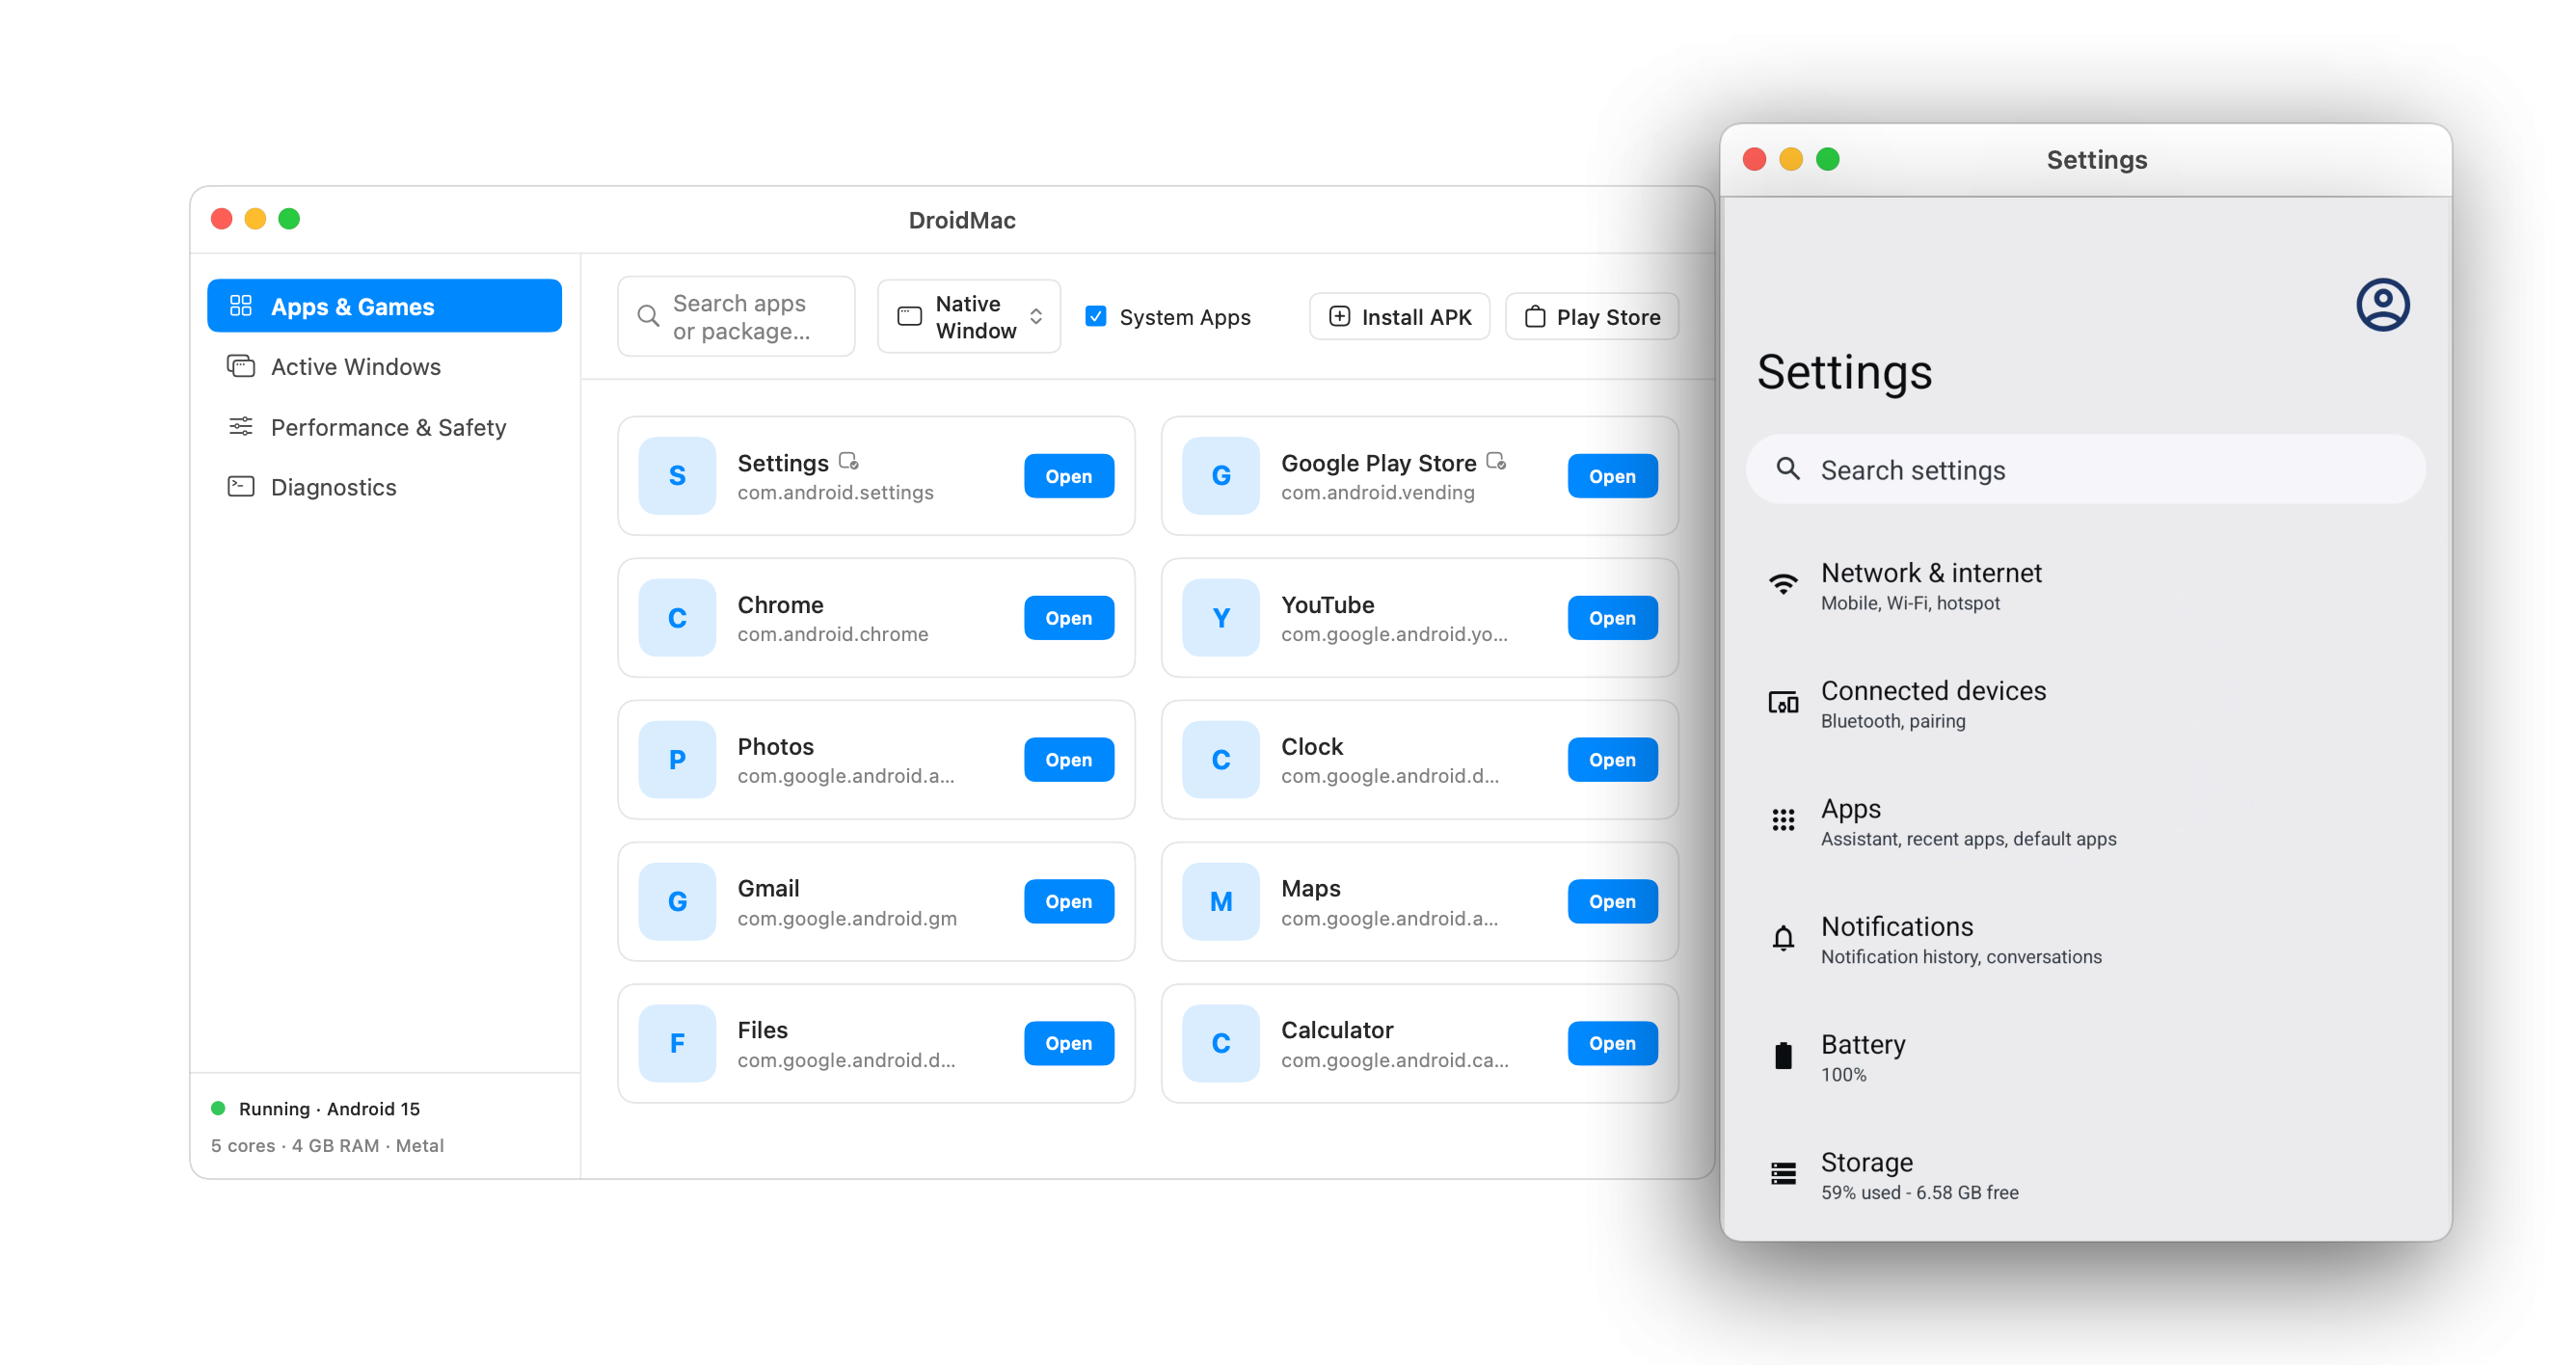 DroidMac
Apps & Games
Active Windows
Performance & Safety
Diagnostics
Running · Android 15
5 cores · 4 GB RAM · Metal
Search apps
or package...
Native
Window
System Apps
Install APK
Play Store
S
Settings
com.android.settings
Open
G
Google Play Store
com.android.vending
Open
C
Chrome
com.android.chrome
Open
Y
YouTube
com.google.android.yo...
Open
P
Photos
com.google.android.a...
Open
C
Clock
com.google.android.d...
Open
G
Gmail
com.google.android.gm
Open
M
Maps
com.google.android.a...
Open
F
Files
com.google.android.d...
Open
C
Calculator
com.google.android.ca...
Open
Settings
Settings
Search settings
Network & internet
Mobile, Wi-Fi, hotspot
Connected devices
Bluetooth, pairing
Apps
Assistant, recent apps, default apps
Notifications
Notification history, conversations
Battery
100%
Storage
59% used - 6.58 GB free